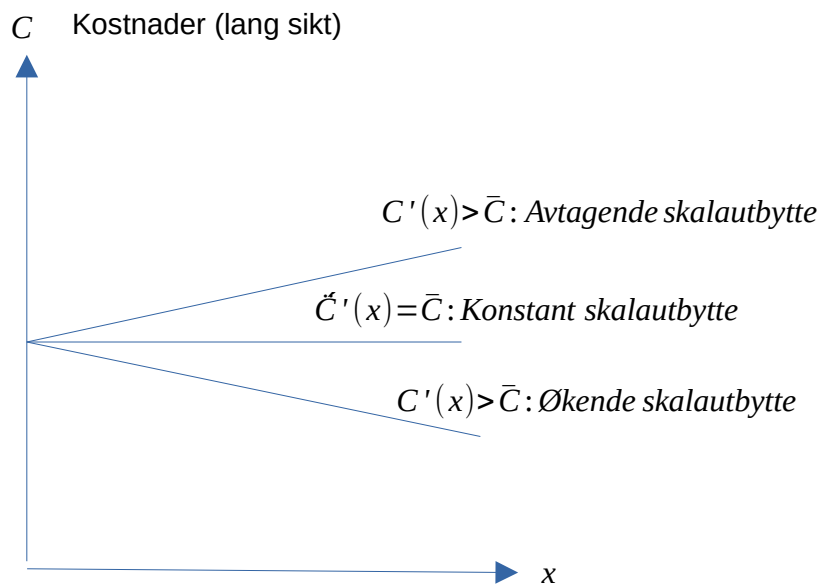 C Kostnader (lang sikt)
C'(x)>C̄: Avtagende skalautbytte
C̈́'(x)=C̄: Konstant skalautbytte
C'(x)>C̄: Økende skalautbytte
x